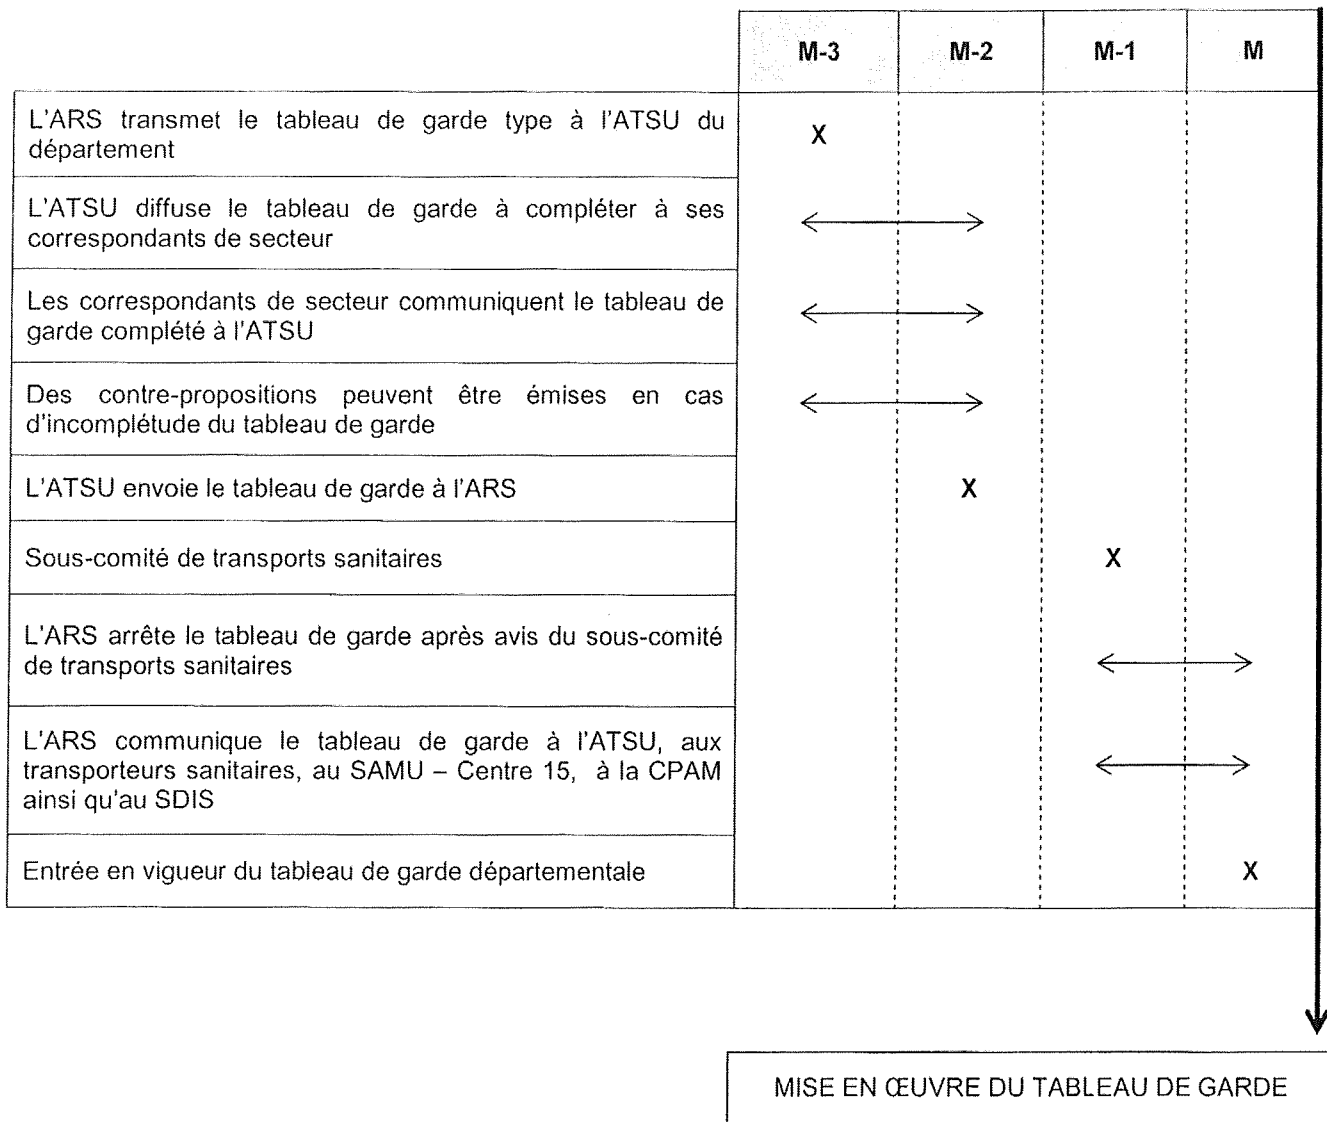 M-3 M-2 M-1 M
L'ARS transmet le tableau de garde type à l'ATSU du
département
X
L'ATSU diffuse le tableau de garde à compléter à ses
correspondants de secteur
Les correspondants de secteur communiquent le tableau de
garde complété à l'ATSU
Des contre-propositions peuvent être émises en cas
d'incomplétude du tableau de garde
L'ATSU envoie le tableau de garde à l'ARS
X
Sous-comité de transports sanitaires
X
L'ARS arrête le tableau de garde après avis du sous-comité
de transports sanitaires
L'ARS communique le tableau de garde à l'ATSU, aux
transporteurs sanitaires, au SAMU – Centre 15, à la CPAM
ainsi qu'au SDIS
Entrée en vigueur du tableau de garde départementale
X
MISE EN ŒUVRE DU TABLEAU DE GARDE